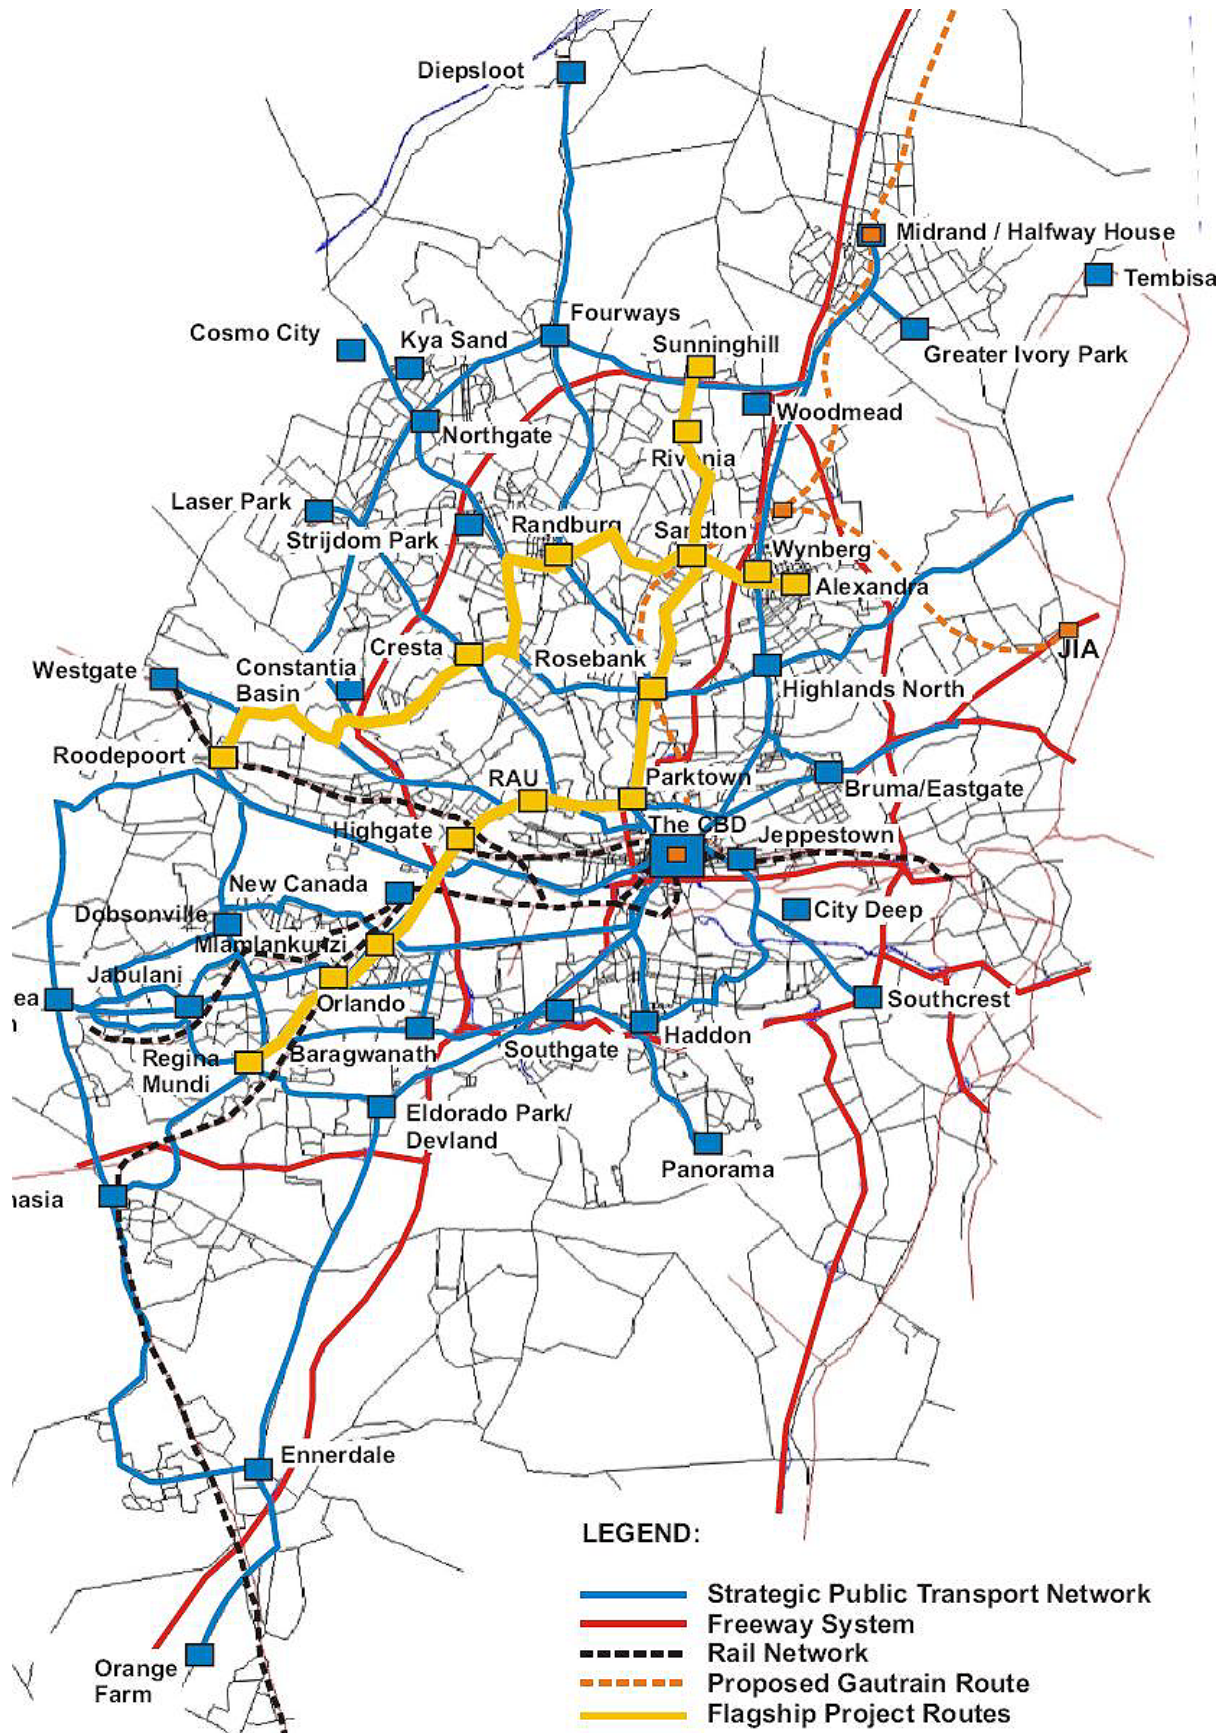 Diepsloot
Midrand / Halfway House
Tembisa
Fourways
Cosmo City
Kya Sand
Sunninghill
Greater Ivory Park
Woodmead
Northgate
Rivonia
Laser Park
Strijdom Park
Randburg
Sandton
Wynberg
Alexandra
Cresta
Rosebank
JIA
Westgate
Constantia
Basin
Highlands North
Roodepoort
RAU
Parktown
Bruma/Eastgate
Highgate
The CBD
Jeppestown
New Canada
Dobsonville
City Deep
Mlamlankunzi
Jabulani
ea
Orlando
Southcrest
n
Regina
Mundi
Baragwanath
Southgate
Haddon
Eldorado Park/
Devland
Panorama
nasia
Ennerdale
Orange
Farm
LEGEND:
Strategic Public Transport Network
Freeway System
Rail Network
Proposed Gautrain Route
Flagship Project Routes